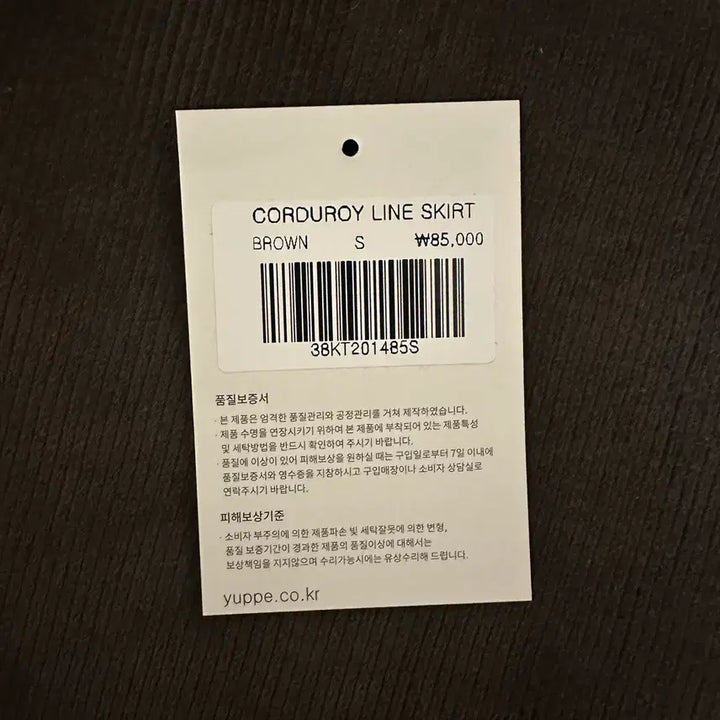 CORDUROY LINE SKIRT
BROWN S ₩85,000
38KT201485S
품질보증서
· 본 제품은 엄격한 품질관리와 공정관리를 거쳐 제작하였습니다.
· 제품 수명을 연장시키기 위하여 본 제품에 부착되어 있는 제품특성
및 세탁방법을 반드시 확인하여 주시기 바랍니다.
· 품질에 이상이 있어 피해보상을 원하실 때는 구입일로부터 7일 이내에
품질보증서와 영수증을 지참하시고 구입매장이나 소비자 상담실로
연락주시기 바랍니다.
피해보상기준
· 소비자 부주의에 의한 제품파손 빛 세탁잘못에 의한 변형,
품질 보증기간이 경과한 제품의 품질이상에 대해서는
보상책임을 지지않으며 수리가능시에는 유상수리해 드립니다.
yuppe.co.kr